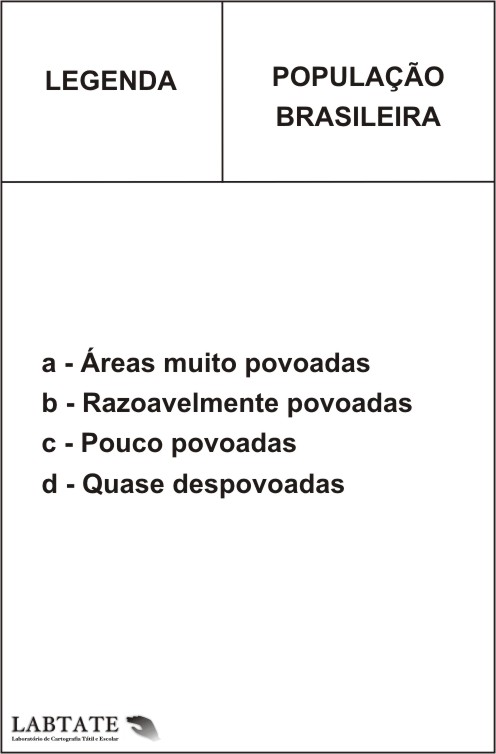 LEGENDA
POPULAÇÃO
BRASILEIRA
a - Áreas muito povoadas
b - Razoavelmente povoadas
c - Pouco povoadas
d - Quase despovoadas
LABTATE
Laboratório de Cartografia Tátil e Escolar